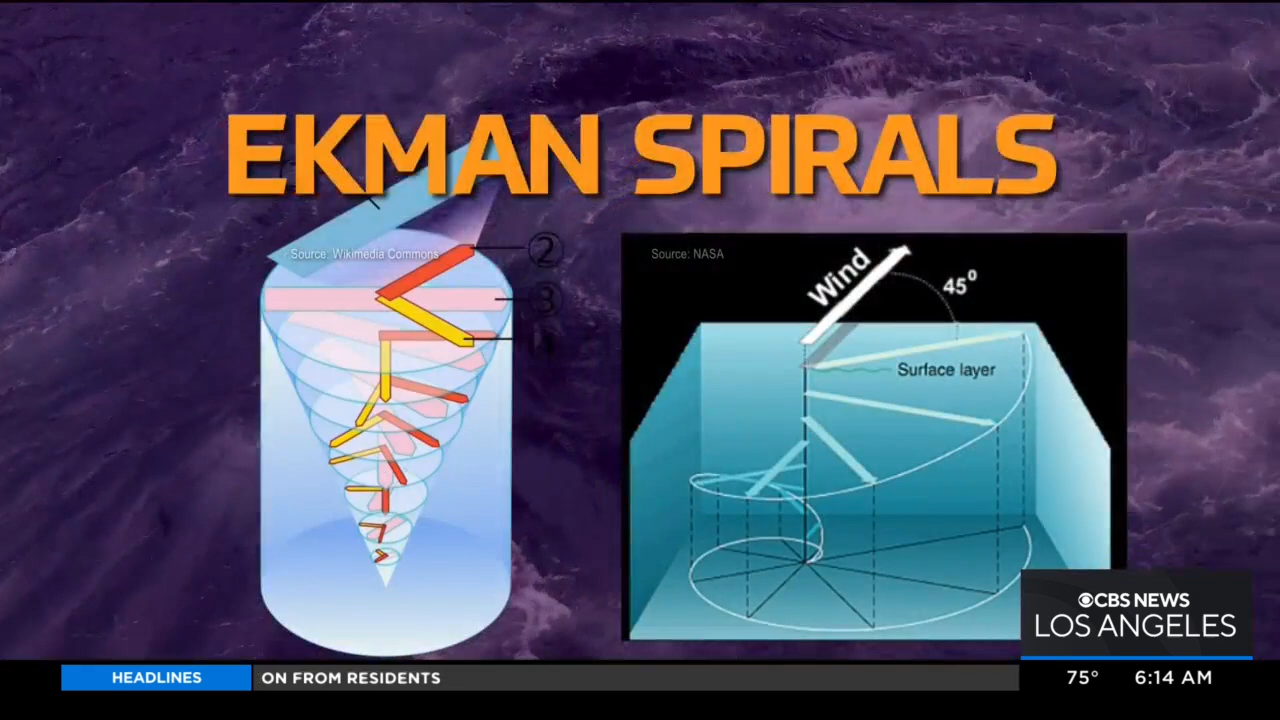 EKMAN SPIRALS
Source: Wikimedia Commons
②
③
Source: NASA
Wind
45°
Surface layer
CBS NEWS
LOS ANGELES
HEADLINES
ON FROM RESIDENTS
75°
6:14 AM